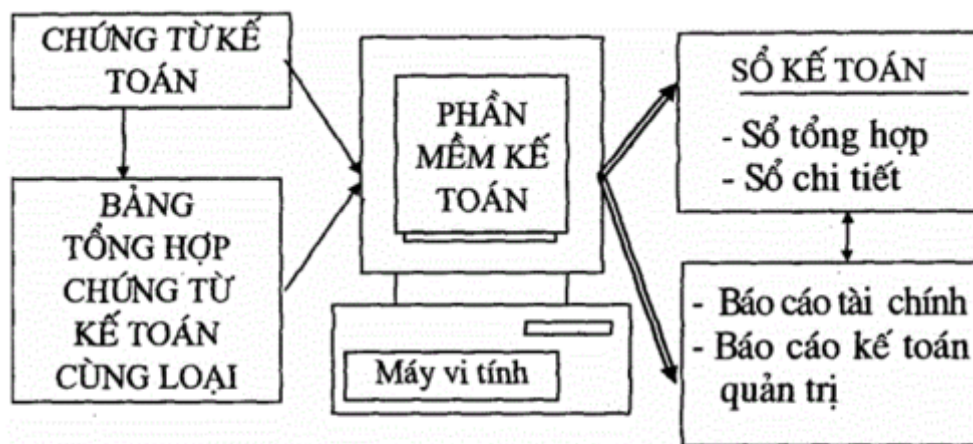 CHỨNG TỪ KẾ
TOÁN
BẢNG
TỔNG HỢP
CHỨNG TỪ
KẾ TOÁN
CÙNG LOẠI
PHẦN
MỀM KẾ
TOÁN
Máy vi tính
SỔ KẾ TOÁN
- Sổ tổng hợp
- Sổ chi tiết
- Báo cáo tài chính
- Báo cáo kế toán
quản trị